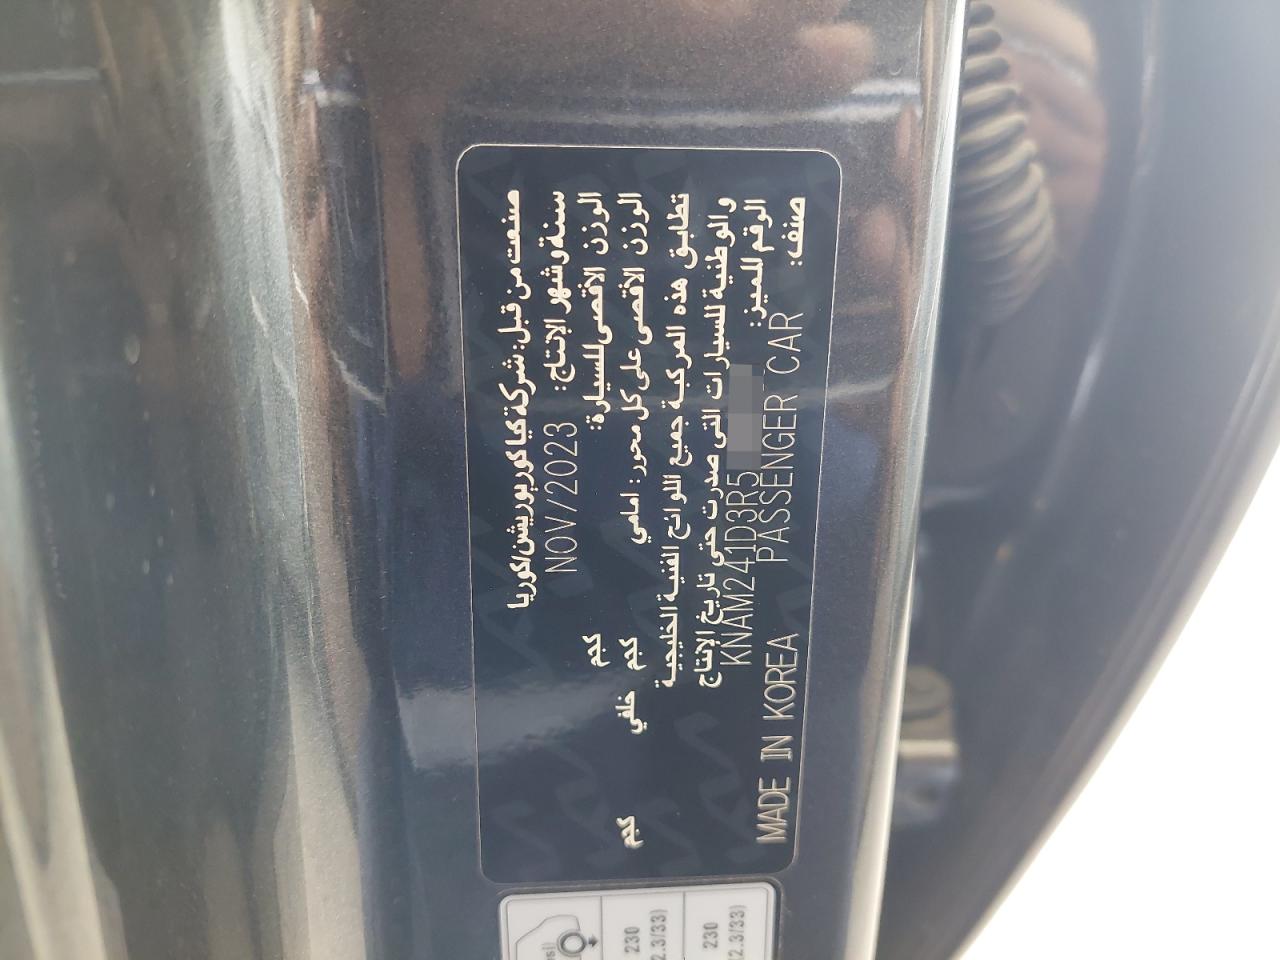 صنعت من قبل: شركة كيا كوربوريشن/كوريا
سنة وشهر الإنتاج: NOV/2023
الوزن الأقصى للسيارة: كجم
الوزن الأقصى على كل محور: امامي كجم خلفي كجم
تطابق هذه المركبة جميع اللوائح الفنية الخليجية
والوطنية للسيارات التي صدرت حتى تاريخ الإنتاج
الرقم المميز: KNAM241D3R5
صنف: PASSENGER CAR MADE IN KOREA
230
230